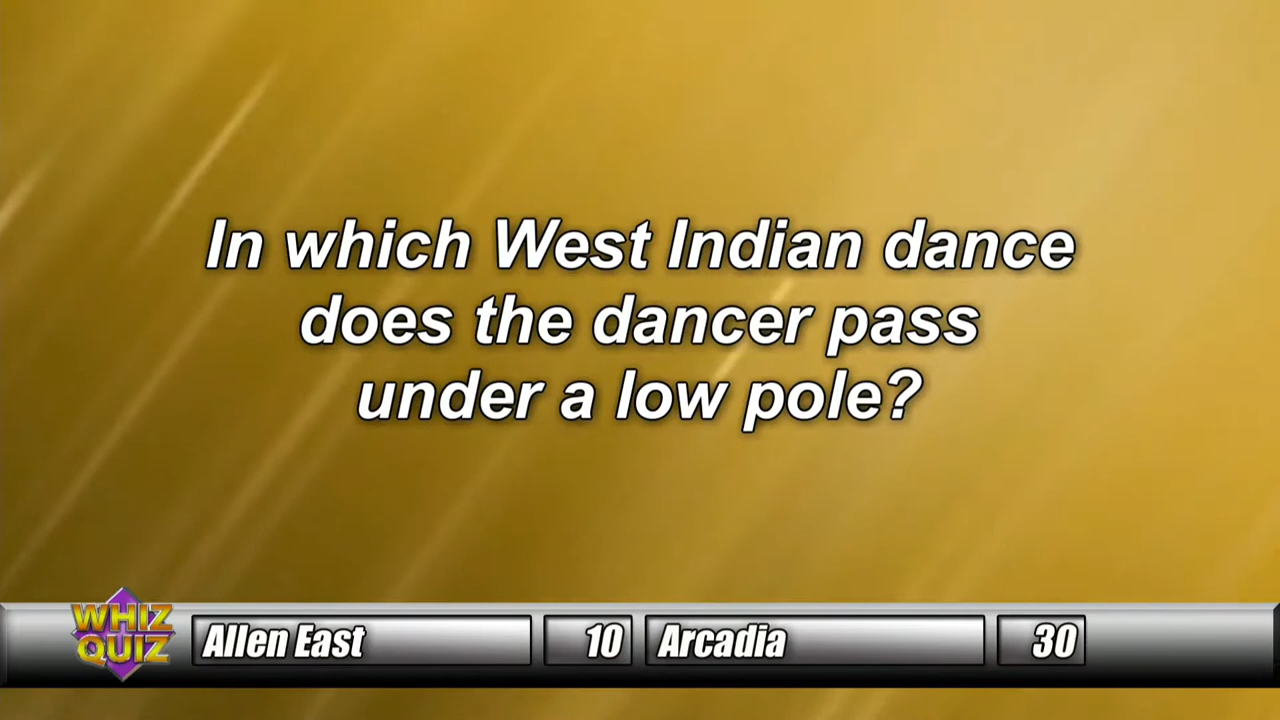 In which West Indian dance
does the dancer pass
under a low pole?
WHIZ
QUIZ
Allen East
10
Arcadia
30